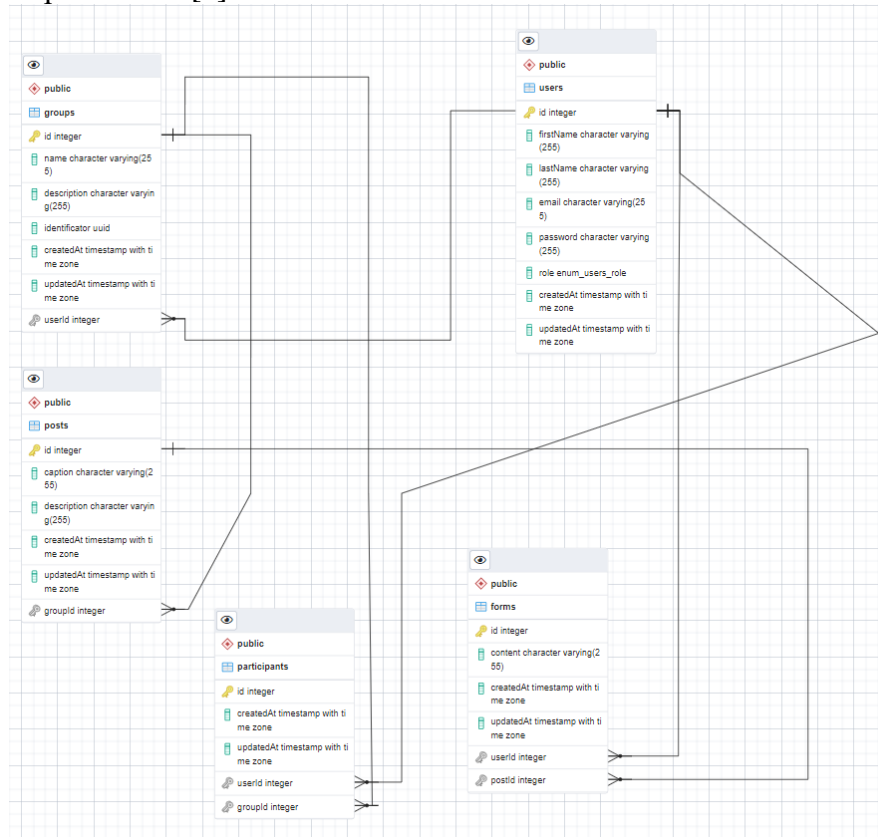 public
groups
id integer
name character varying(25
5)
description character varyin
g(255)
identificator uuid
createdAt timestamp with ti
me zone
updatedAt timestamp with ti
me zone
userId integer
public
users
id integer
firstName character varying
(255)
lastName character varying
(255)
email character varying(25
5)
password character varying
(255)
role enum_users_role
createdAt timestamp with ti
me zone
updatedAt timestamp with ti
me zone
public
posts
id integer
caption character varying(2
55)
description character varyin
g(255)
createdAt timestamp with ti
me zone
updatedAt timestamp with ti
me zone
groupId integer
public
participants
id integer
createdAt timestamp with ti
me zone
updatedAt timestamp with ti
me zone
userId integer
groupId integer
public
forms
id integer
content character varying(2
55)
createdAt timestamp with ti
me zone
updatedAt timestamp with ti
me zone
userId integer
postId integer